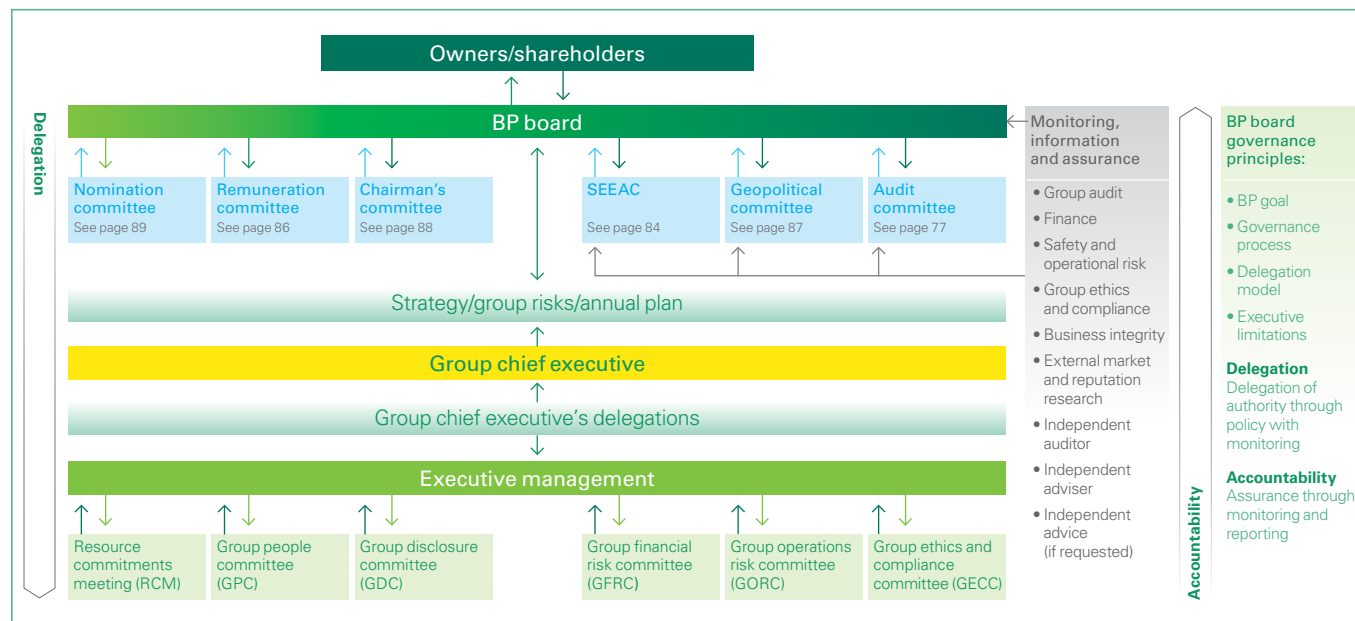 Owners/shareholders
Delegation
BP board
Nomination
committee
See page 89
Remuneration
committee
See page 86
Chairman's
committee
See page 88
SEEAC
See page 84
Geopolitical
committee
See page 87
Audit
committee
See page 77
Strategy/group risks/annual plan
Group chief executive
Group chief executive's delegations
Executive management
Resource
commitments
meeting (RCM)
Group people
committee
(GPC)
Group disclosure
committee
(GDC)
Group financial
risk committee
(GFRC)
Group operations
risk committee
(GORC)
Group ethics and
compliance
committee (GECC)
Monitoring,
information
and assurance
• Group audit
• Finance
• Safety and
operational risk
• Group ethics
and compliance
• Business integrity
• External market
and reputation
research
• Independent
auditor
• Independent
adviser
• Independent
advice
(if requested)
Accountability
BP board
governance
principles:
• BP goal
• Governance
process
• Delegation
model
• Executive
limitations
Delegation
Delegation of
authority through
policy with
monitoring
Accountability
Assurance through
monitoring and
reporting